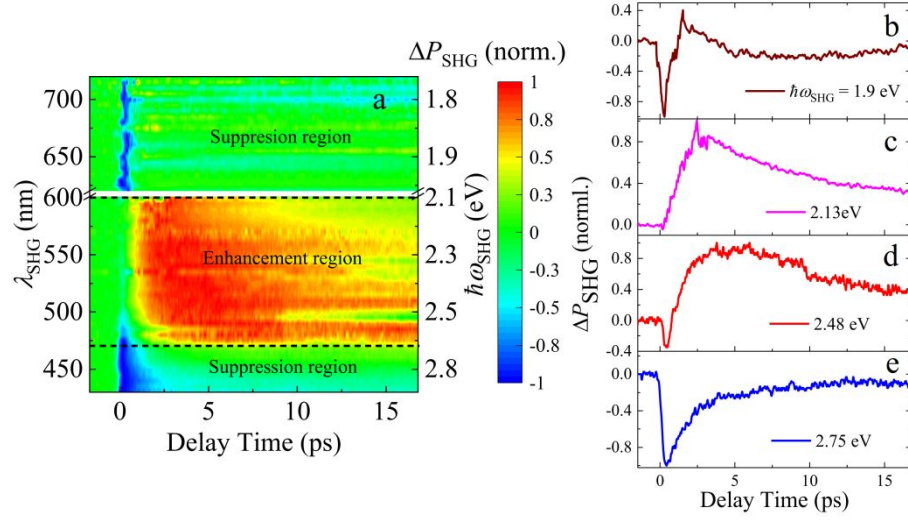 ΔP_SHG (norm.)
a
700
650
600
550
500
450
λ_SHG (nm)
Suppresion region
Enhancement region
Suppression region
1.8
1.9
2.1
2.3
2.5
2.7
ℏω_SHG (eV)
0 5 10 15
Delay Time (ps)
1
0.8
0.5
0.3
0
-0.3
-0.5
-0.8
-1
b
0.4
0.0
-0.4
-0.8
ℏω_SHG = 1.9 eV
c
0.8
0.4
0.0
2.13eV
d
0.8
0.4
0.0
0.4
2.48 eV
e
0.0
-0.4
-0.8
2.75 eV
ΔP_SHG (norml.)
0 5 10 15
Delay Time (ps)